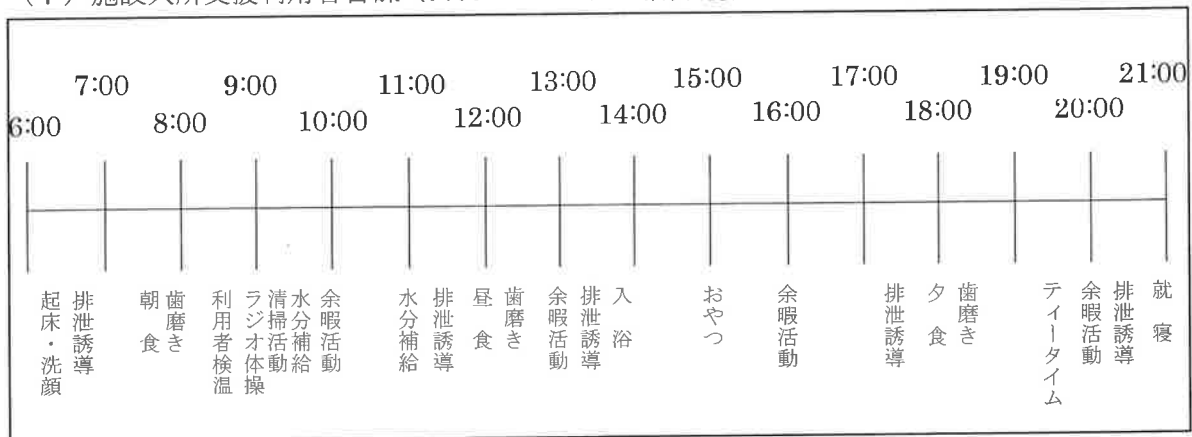 7:00 9:00 11:00 13:00 15:00 17:00 19:00 21:00
6:00 8:00 10:00 12:00 14:00 16:00 18:00 20:00
起床・洗顔
排泄誘導
朝 食
歯磨き
利用者検温
ラジオ体操
清掃活動
水分補給
余暇活動
水分補給
排泄誘導
昼 食
歯磨き
余暇活動
排泄誘導
入 浴
おやつ
余暇活動
排泄誘導
夕 食
歯磨き
ティータイム
余暇活動
排泄誘導
就 寝